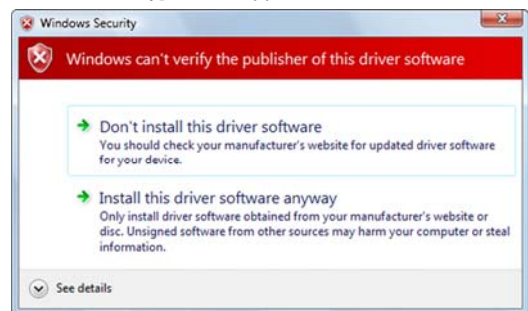 Windows Security
Windows can't verify the publisher of this driver software
Don't install this driver software
You should check your manufacturer's website for updated driver software
for your device.
Install this driver software anyway
Only install driver software obtained from your manufacturer's website or
disc. Unsigned software from other sources may harm your computer or steal
information.
See details